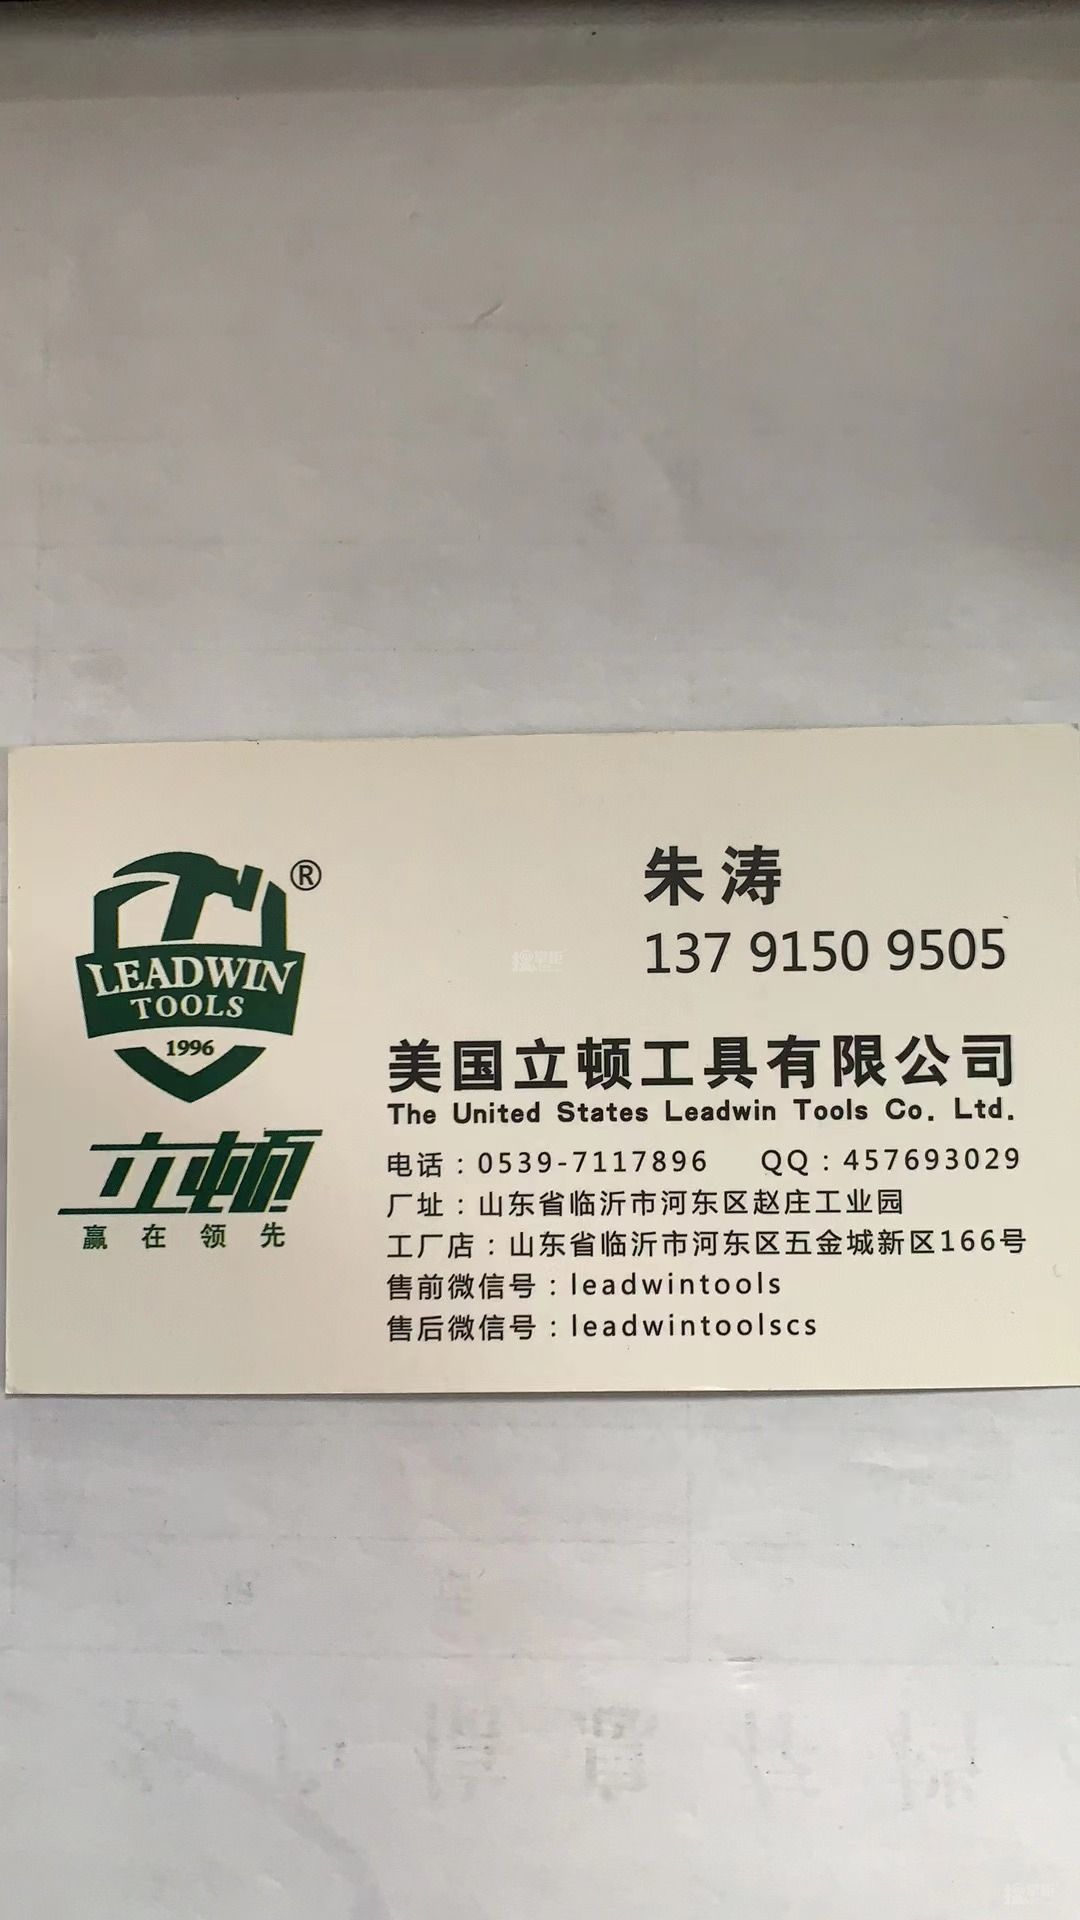 朱涛
137 9150 9505
®
LEADWIN
TOOLS
1996
立顿
赢在领先
美国立顿工具有限公司
The United States Leadwin Tools Co. Ltd.
电话：0539-7117896 QQ：457693029
厂址：山东省临沂市河东区赵庄工业园
工厂店：山东省临沂市河东区五金城新区166号
售前微信号：leadwintools
售后微信号：leadwintoolscs